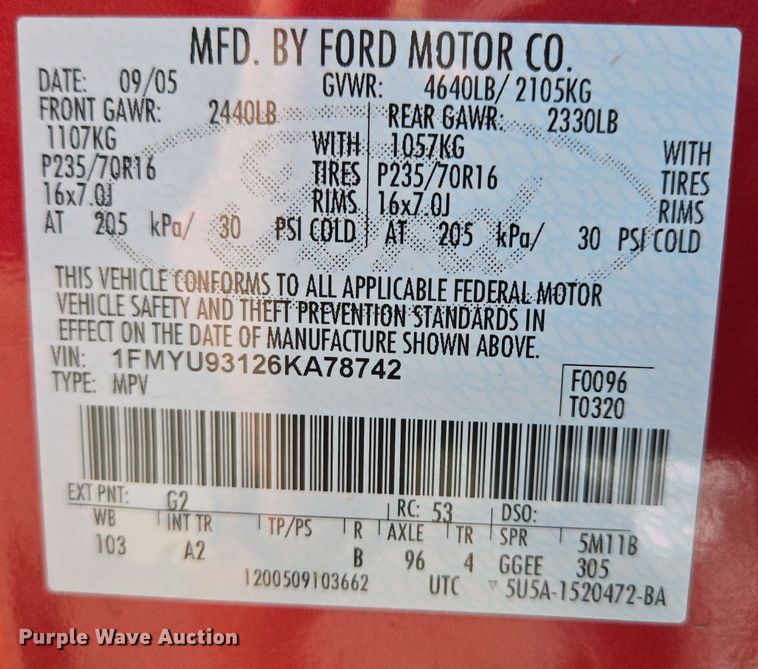 MFD. BY FORD MOTOR CO.
DATE: 09/05 GVWR: 4640LB/ 2105KG
FRONT GAWR: 2440LB REAR GAWR: 2330LB
1107KG WITH 1057KG WITH
P235/70R16 TIRES P235/70R16 TIRES
16x7.0J RIMS 16x7.0J RIMS
AT 205 kPa/ 30 PSI COLD AT 205 kPa/ 30 PSI COLD
THIS VEHICLE CONFORMS TO ALL APPLICABLE FEDERAL MOTOR
VEHICLE SAFETY AND THEFT PREVENTION STANDARDS IN
EFFECT ON THE DATE OF MANUFACTURE SHOWN ABOVE.
VIN: 1FMYU93126KA78742
TYPE: MPV
F0096
T0320
EXT PNT: G2 RC: 53 DSO:
WB INT TR TP/PS R AXLE TR SPR 5M11B
103 A2 B 96 4 GGEE 305
1200509103662 UTC ▽ 5U5A-1520472-BA
Purple Wave Auction